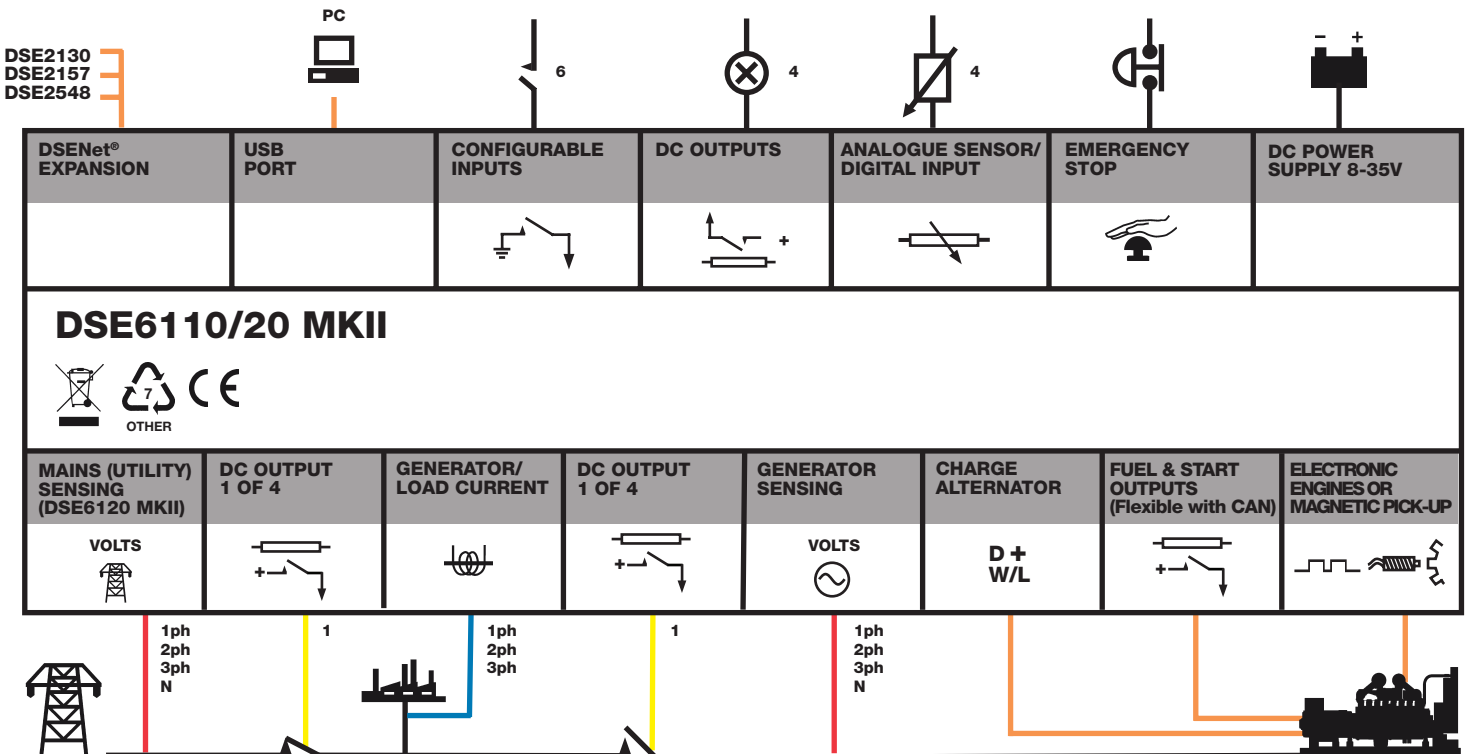 PC
DSE2130
DSE2157
DSE2548
6
4
4
- +
DSENet®
EXPANSION
USB
PORT
CONFIGURABLE
INPUTS
DC OUTPUTS
ANALOGUE SENSOR/
DIGITAL INPUT
EMERGENCY
STOP
DC POWER
SUPPLY 8-35V
+
DSE6110/20 MKII
7
OTHER
CE
MAINS (UTILITY)
SENSING
(DSE6120 MKII)
DC OUTPUT
1 OF 4
GENERATOR/
LOAD CURRENT
DC OUTPUT
1 OF 4
GENERATOR
SENSING
CHARGE
ALTERNATOR
FUEL & START
OUTPUTS
(Flexible with CAN)
ELECTRONIC
ENGINES OR
MAGNETIC PICK-UP
VOLTS
+
+
VOLTS
D +
W/L
+
1ph
2ph
3ph
N
1
1ph
2ph
3ph
1
1ph
2ph
3ph
N